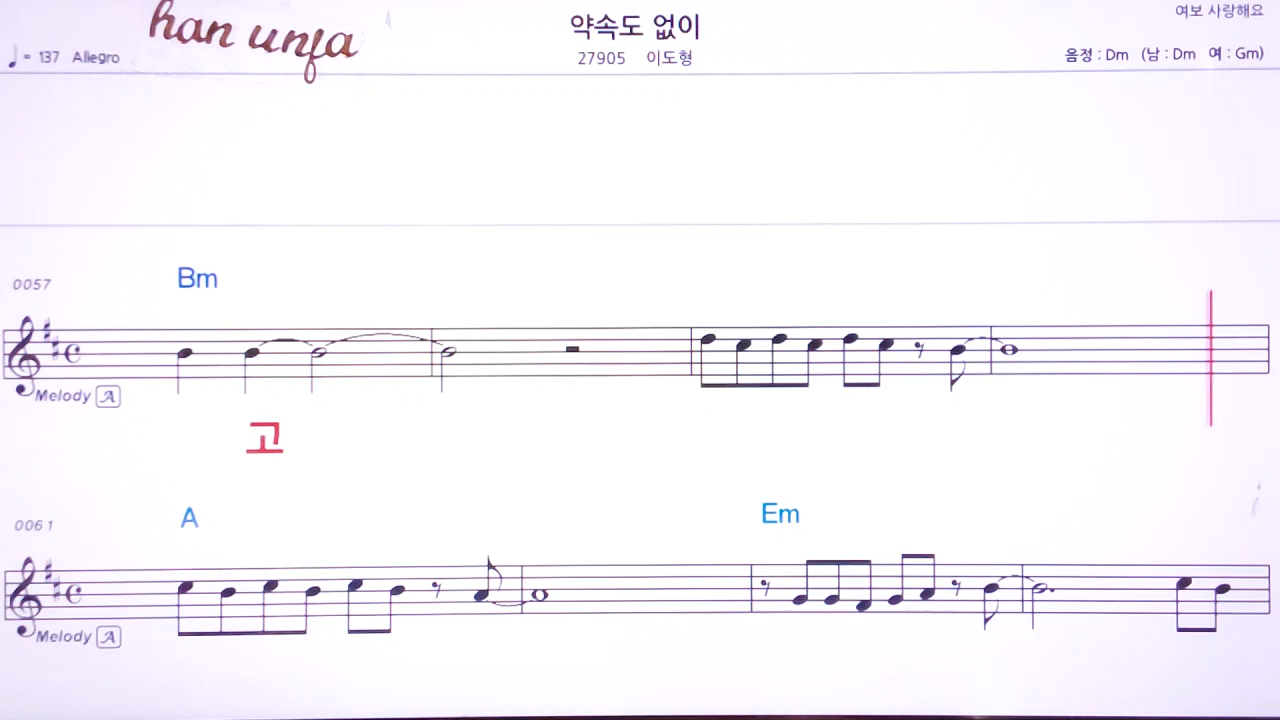 han unfa
약속도 없이
여보 사랑해요
♩= 137 Allegro
27905 이도형
음정 : Dm (남 : Dm 여 : Gm)
0057
Bm
Melody A
고
0061
A
Em
Melody A